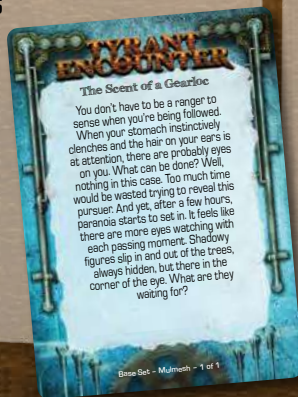 TYRANT
ENCOUNTER
The Scent of a Gearloc
You don't have to be a ranger to
sense when you're being followed.
When your stomach instinctively
clenches and the hair on your ears is
at attention, there are probably eyes
on you. What can be done? Well,
nothing in this case. Too much time
would be wasted trying to reveal this
pursuer. And yet, after a few hours,
paranoia starts to set in. It feels like
there are more eyes watching with
each passing moment. Shadowy
figures slip in and out of the trees,
always hidden, but there in the
corner of the eye. What are they
waiting for?
Base Set - Mulmesh - 1 of 1